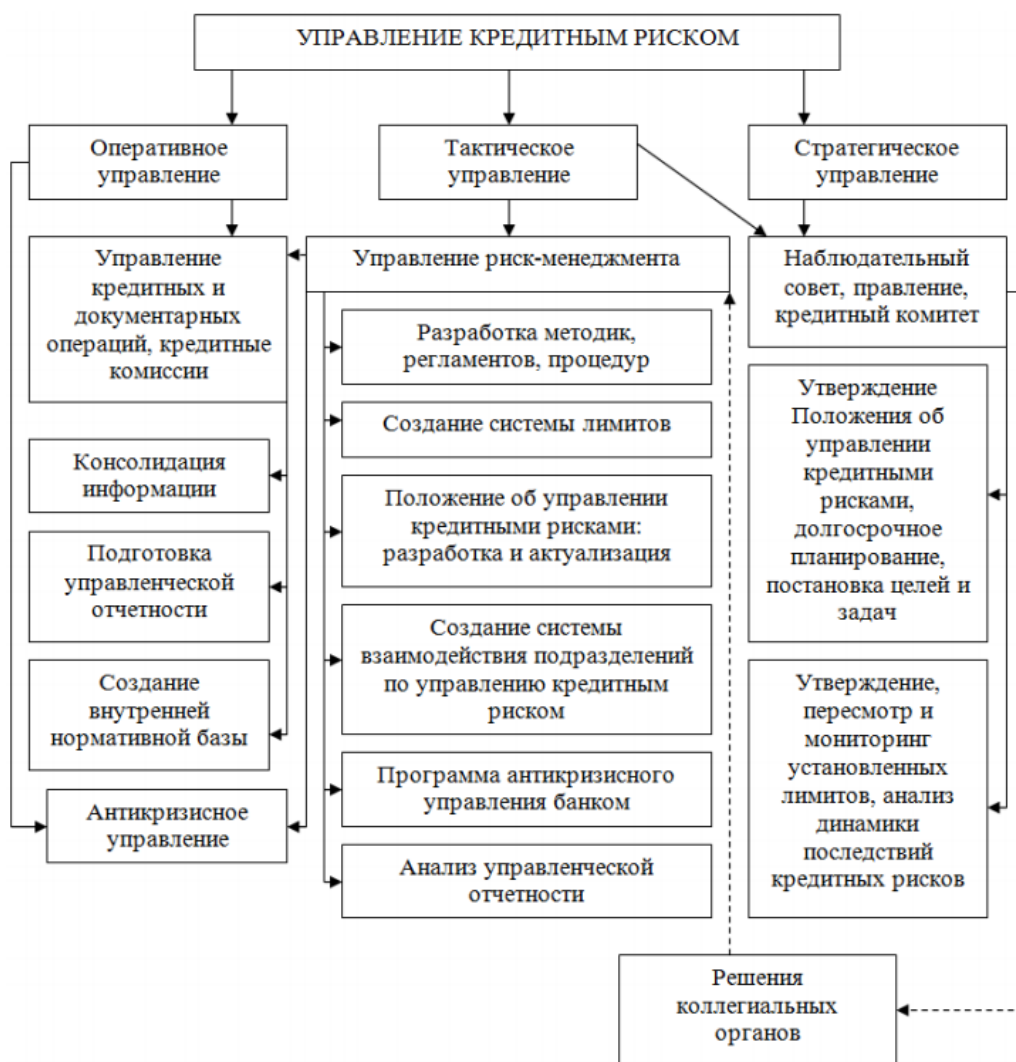 УПРАВЛЕНИЕ КРЕДИТНЫМ РИСКОМ
Оперативное
управление
Тактическое
управление
Стратегическое
управление
Управление
кредитных и
документарных
операций, кредитные
комиссии
Консолидация
информации
Подготовка
управленческой
отчетности
Создание
внутренней
нормативной базы
Антикризисное
управление
Управление риск-менеджмента
Разработка методик,
регламентов, процедур
Создание системы лимитов
Положение об управлении
кредитными рисками:
разработка и актуализация
Создание системы
взаимодействия подразделений
по управлению кредитным
риском
Программа антикризисного
управления банком
Анализ управленческой
отчетности
Наблюдательный
совет, правление,
кредитный комитет
Утверждение
Положения об
управлении
кредитными
рисками,
долгосрочное
планирование,
постановка целей и
задач
Утверждение,
пересмотр и
мониторинг
установленных
лимитов, анализ
динамики
последствий
кредитных рисков
Решения
коллегиальных
органов